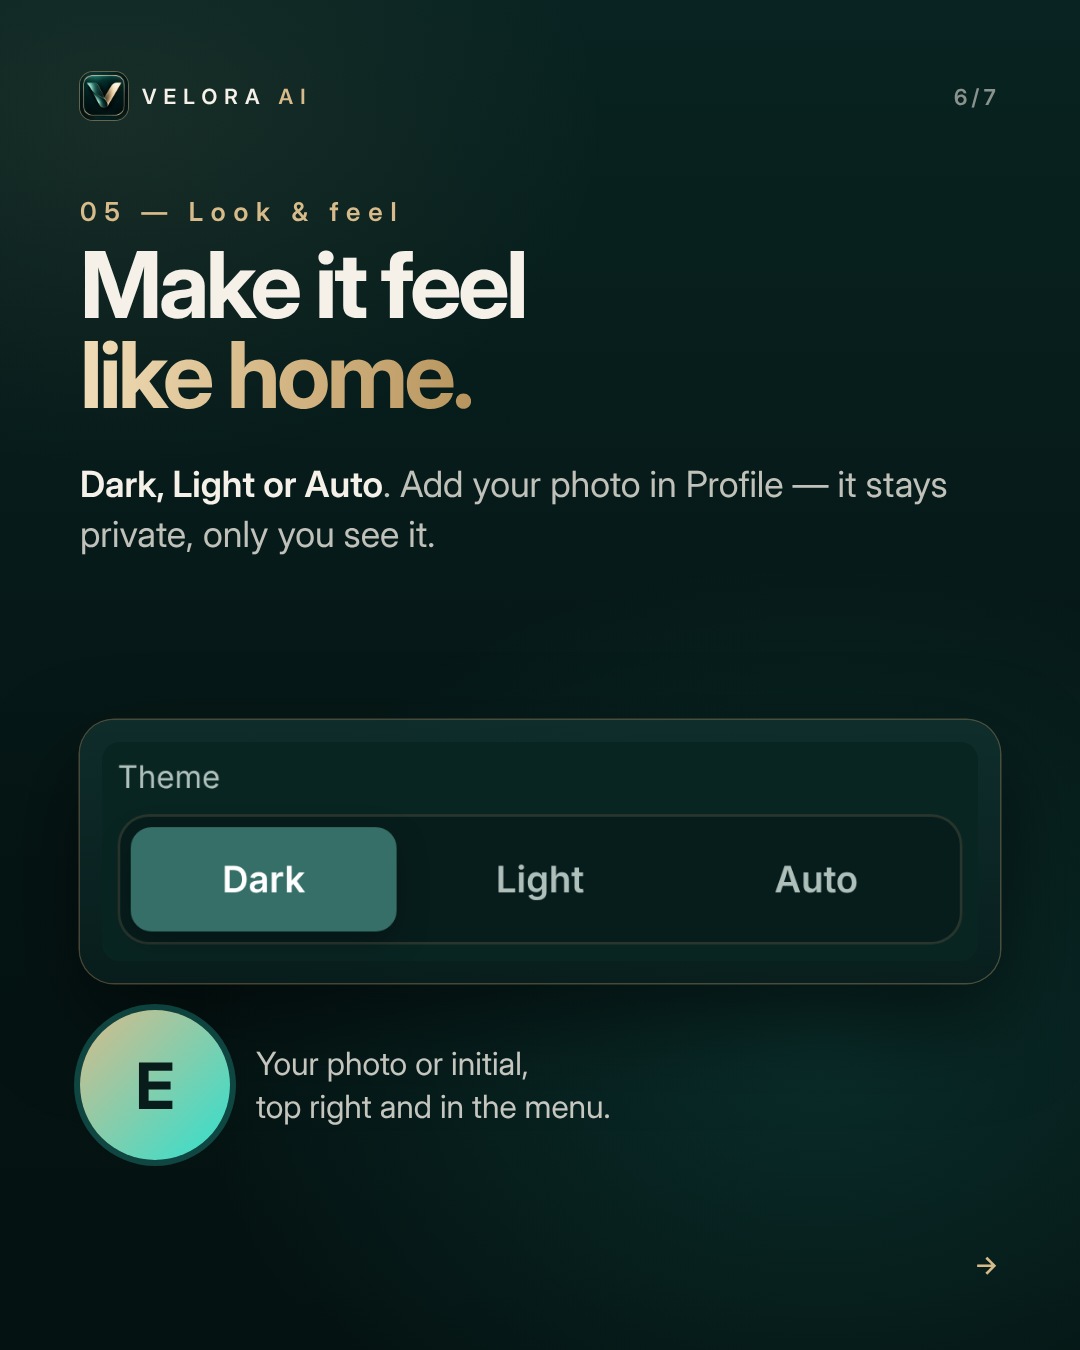 VELORA AI
6/7
05 — Look & feel
Make it feel
like home.
Dark, Light or Auto. Add your photo in Profile — it stays
private, only you see it.
Theme
Dark
Light
Auto
E
Your photo or initial,
top right and in the menu.
→